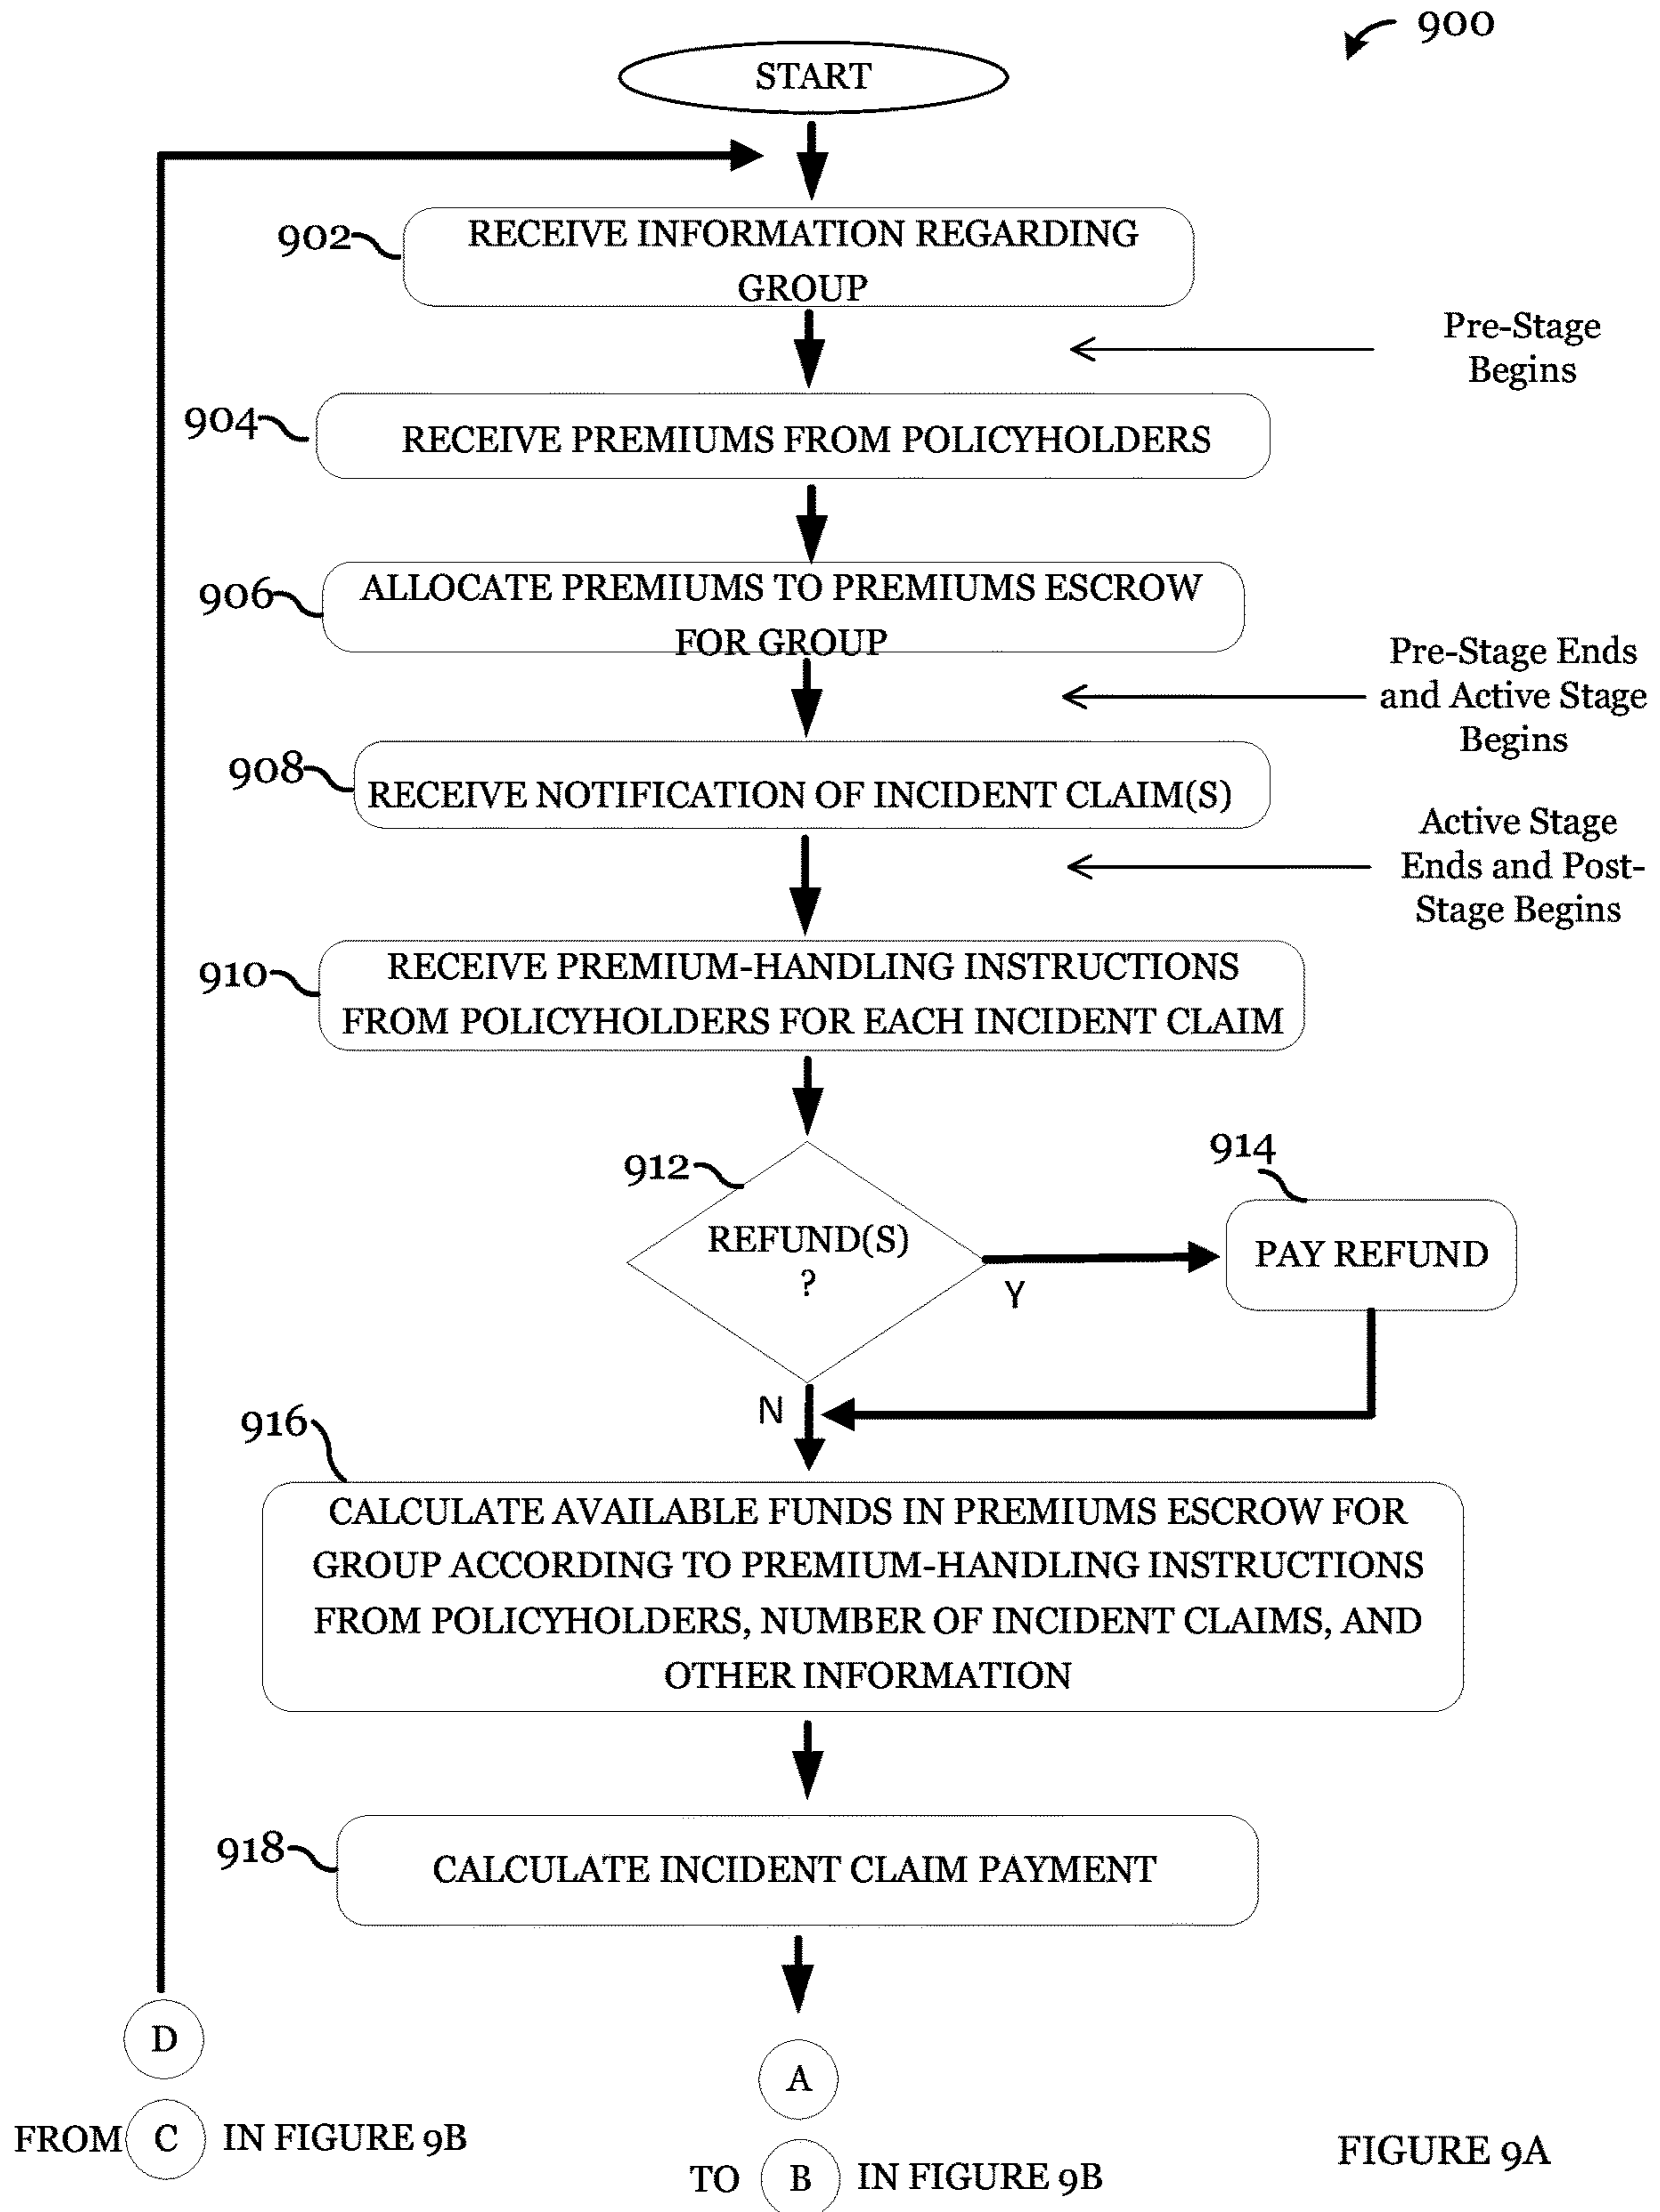 900
START
902
RECEIVE INFORMATION REGARDING
GROUP
Pre-Stage
Begins
904
RECEIVE PREMIUMS FROM POLICYHOLDERS
906
ALLOCATE PREMIUMS TO PREMIUMS ESCROW
FOR GROUP
Pre-Stage Ends
and Active Stage
Begins
908
RECEIVE NOTIFICATION OF INCIDENT CLAIM(S)
Active Stage
Ends and Post-
Stage Begins
910
RECEIVE PREMIUM-HANDLING INSTRUCTIONS
FROM POLICYHOLDERS FOR EACH INCIDENT CLAIM
912
REFUND(S)
?
Y
914
PAY REFUND
N
916
CALCULATE AVAILABLE FUNDS IN PREMIUMS ESCROW FOR
GROUP ACCORDING TO PREMIUM-HANDLING INSTRUCTIONS
FROM POLICYHOLDERS, NUMBER OF INCIDENT CLAIMS, AND
OTHER INFORMATION
918
CALCULATE INCIDENT CLAIM PAYMENT
D
FROM C IN FIGURE 9B
A
TO B IN FIGURE 9B
FIGURE 9A